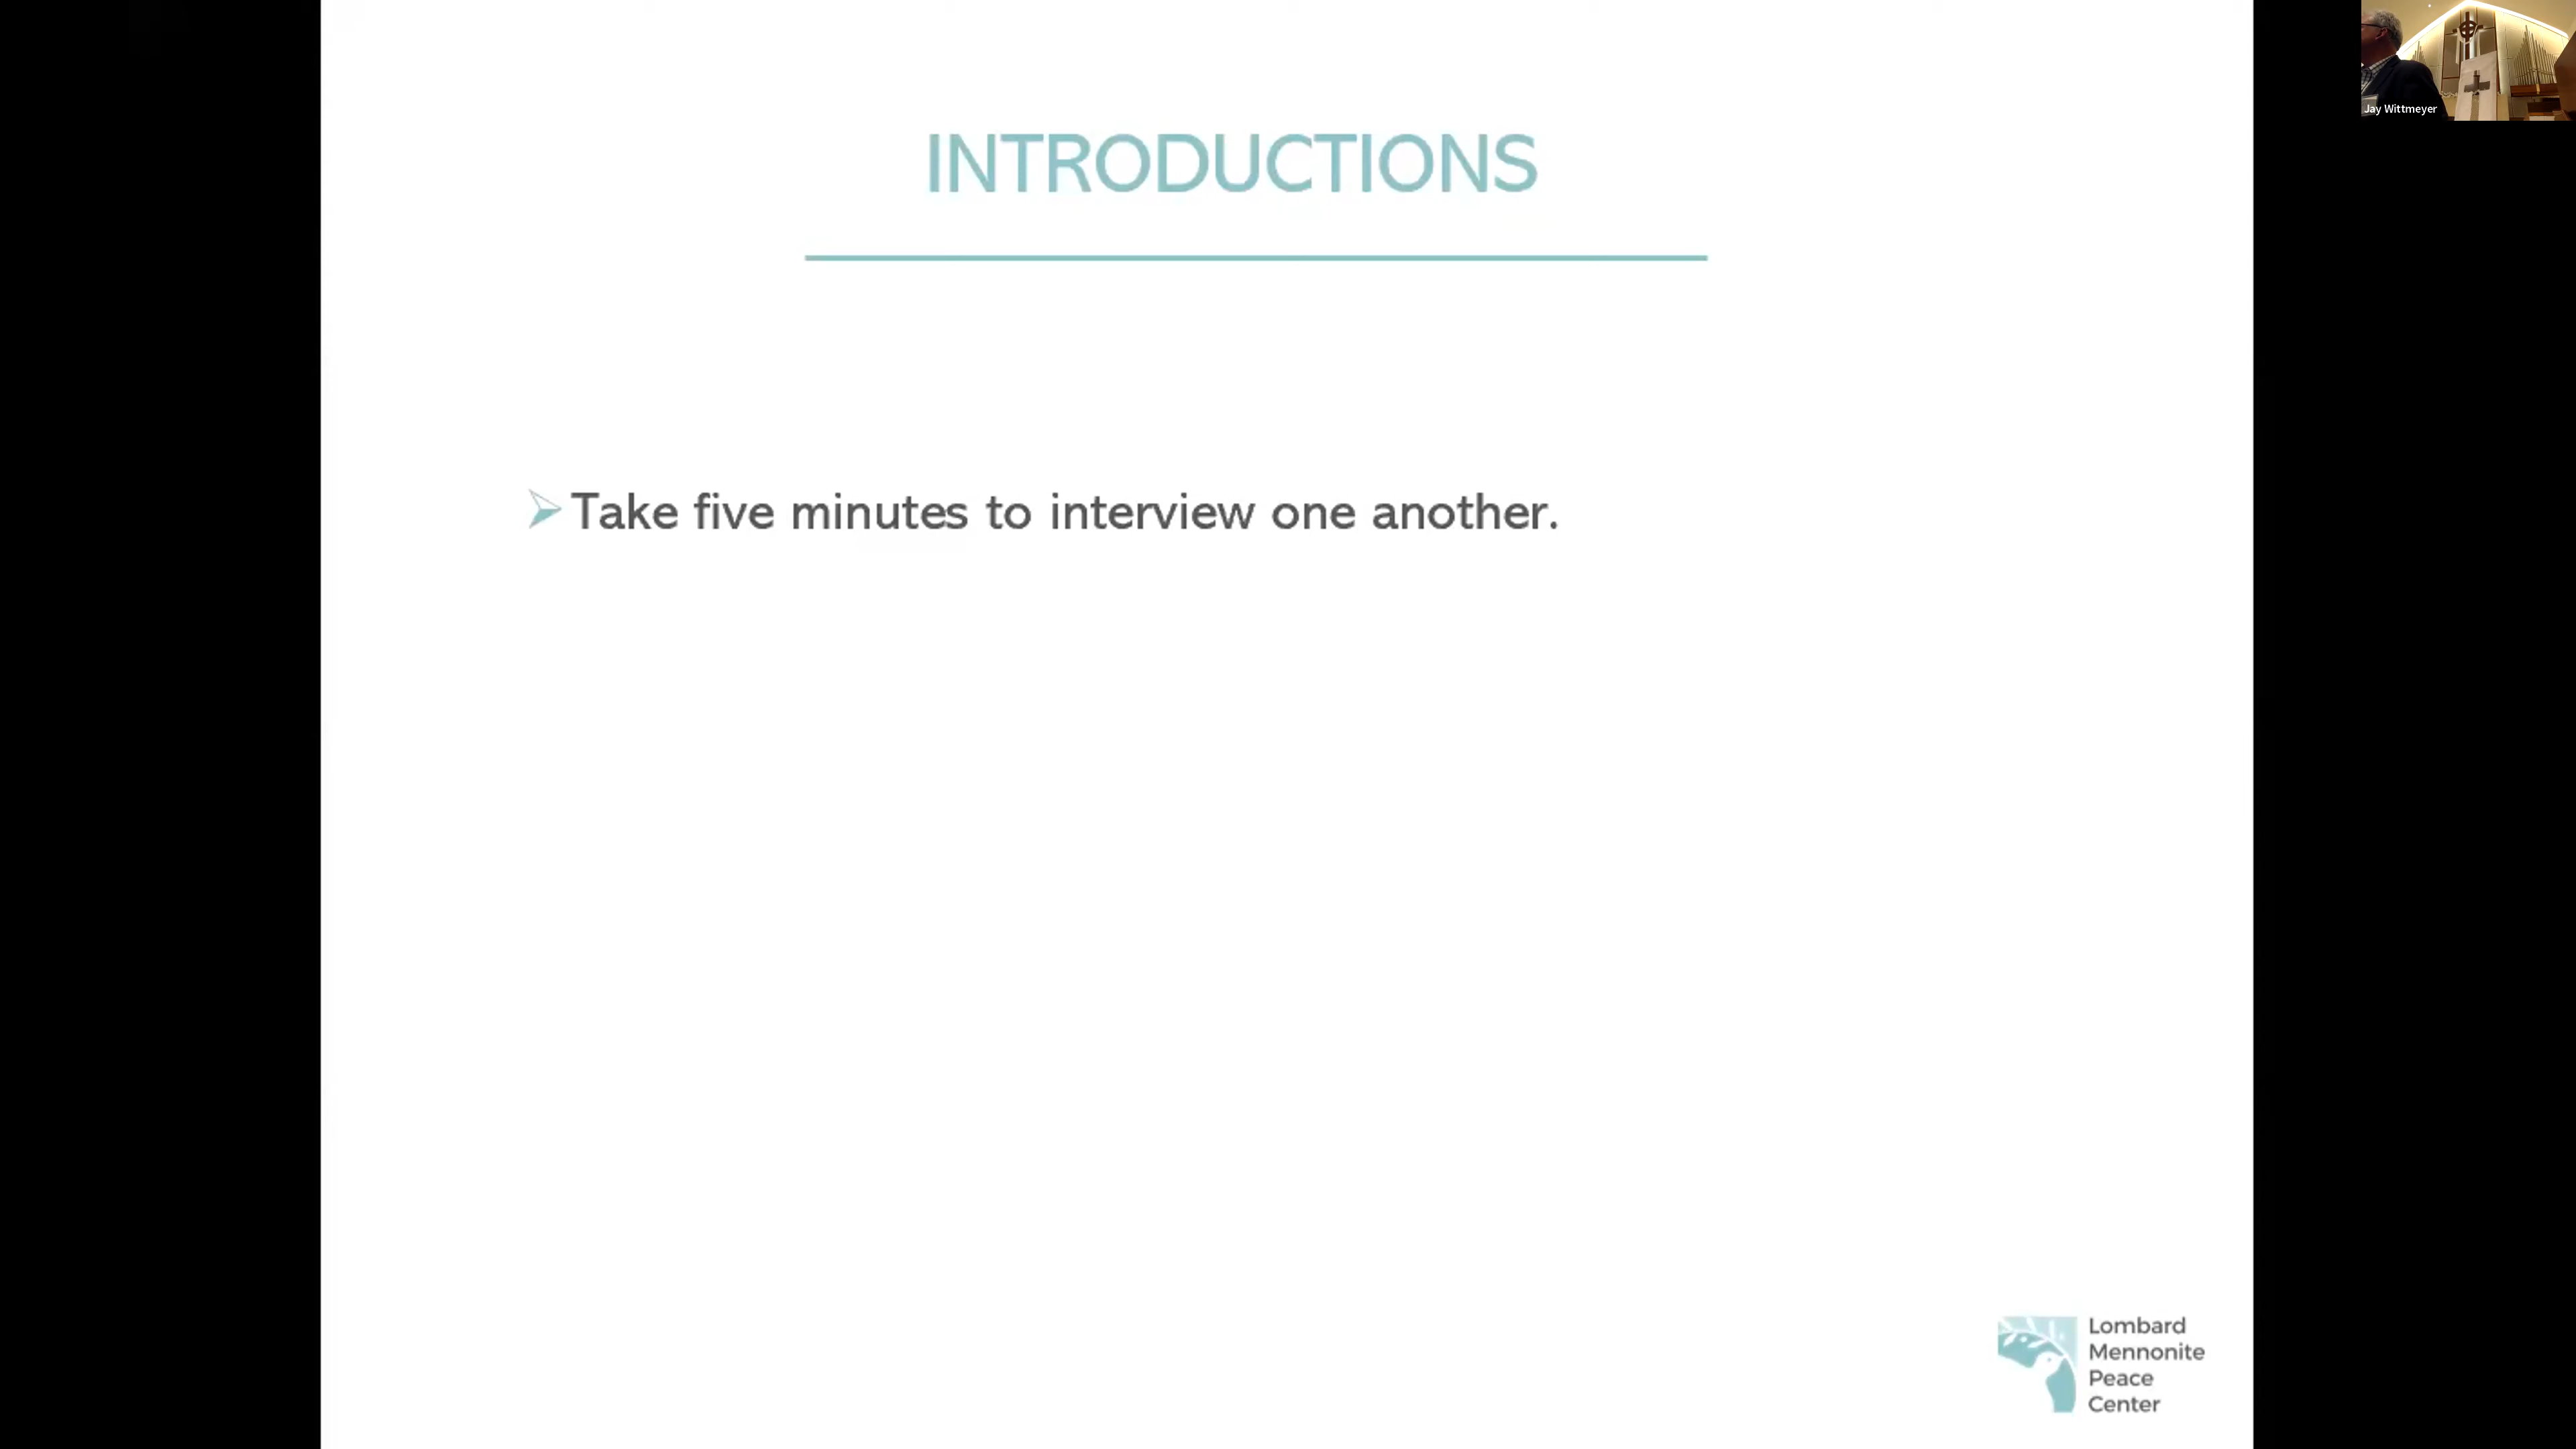 INTRODUCTIONS
Take five minutes to interview one another.
Jay Wittmeyer
Lombard
Mennonite
Peace
Center